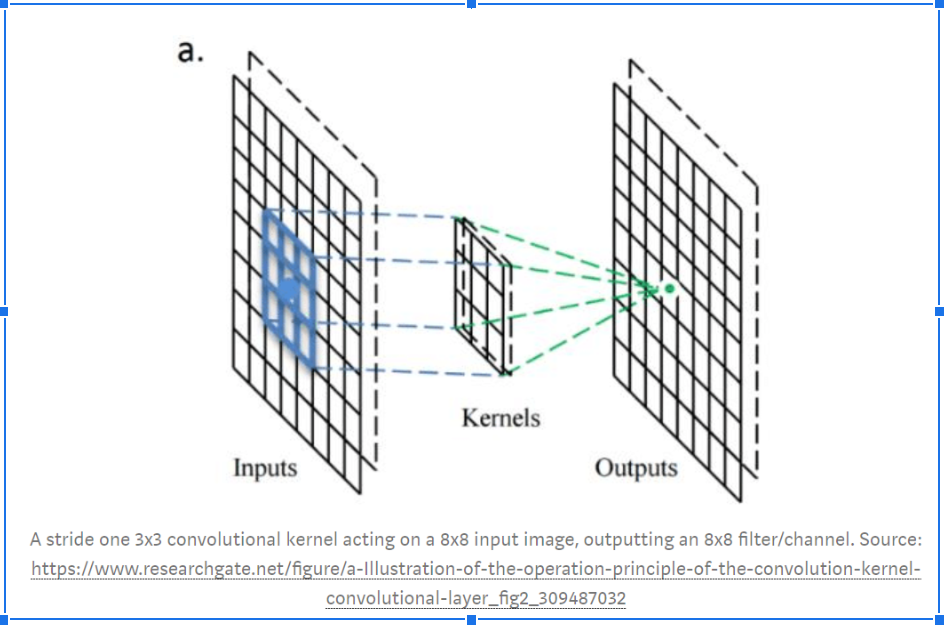 a.
Inputs
Kernels
Outputs
A stride one 3x3 convolutional kernel acting on a 8x8 input image, outputting an 8x8 filter/channel. Source:
https://www.researchgate.net/figure/a-Illustration-of-the-operation-principle-of-the-convolution-kernel-
convolutional-layer_fig2_309487032